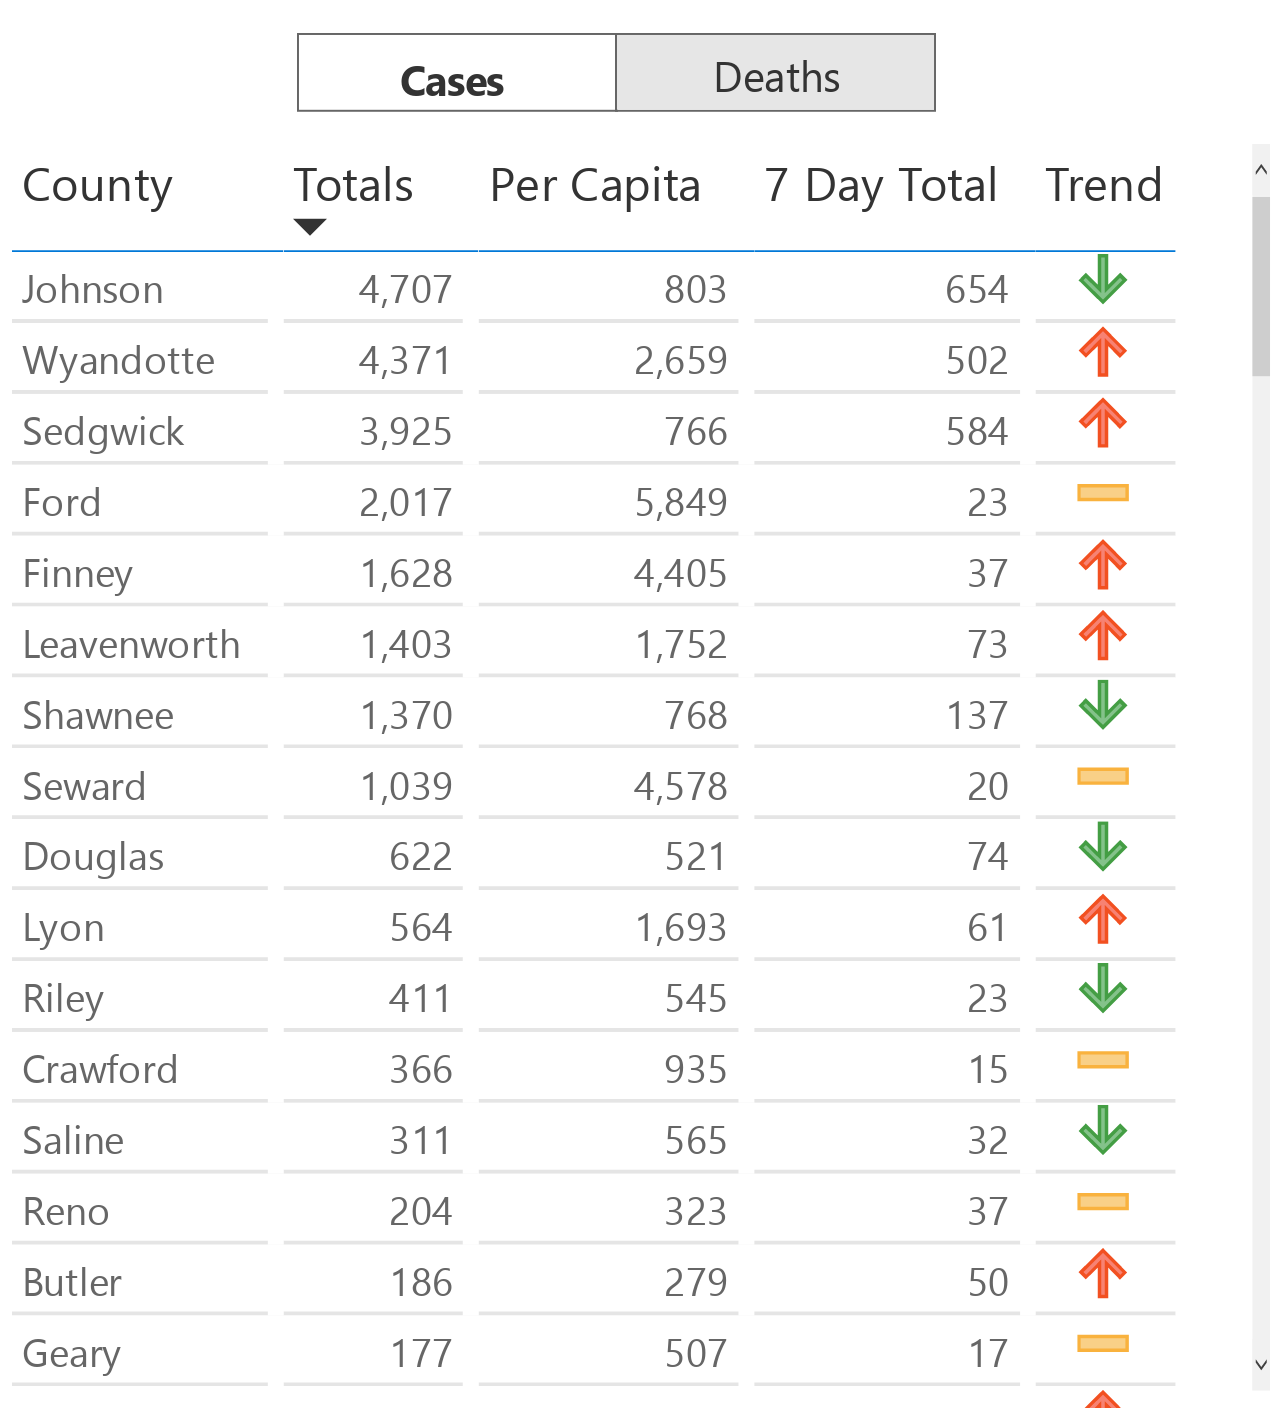 Cases Deaths
County Totals Per Capita 7 Day Total Trend
Johnson 4,707 803 654
Wyandotte 4,371 2,659 502
Sedgwick 3,925 766 584
Ford 2,017 5,849 23
Finney 1,628 4,405 37
Leavenworth 1,403 1,752 73
Shawnee 1,370 768 137
Seward 1,039 4,578 20
Douglas 622 521 74
Lyon 564 1,693 61
Riley 411 545 23
Crawford 366 935 15
Saline 311 565 32
Reno 204 323 37
Butler 186 279 50
Geary 177 507 17